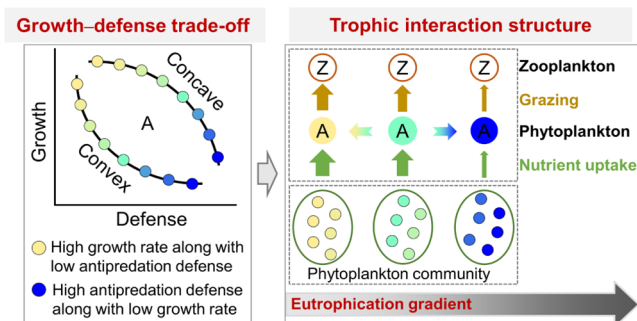 Growth–defense trade-off
Growth
Concave
A
Convex
Defense
High growth rate along with
low antipredation defense
High antipredation defense
along with low growth rate
Trophic interaction structure
Z Z Z Zooplankton
Grazing
A A A Phytoplankton
Nutrient uptake
Phytoplankton community
Eutrophication gradient